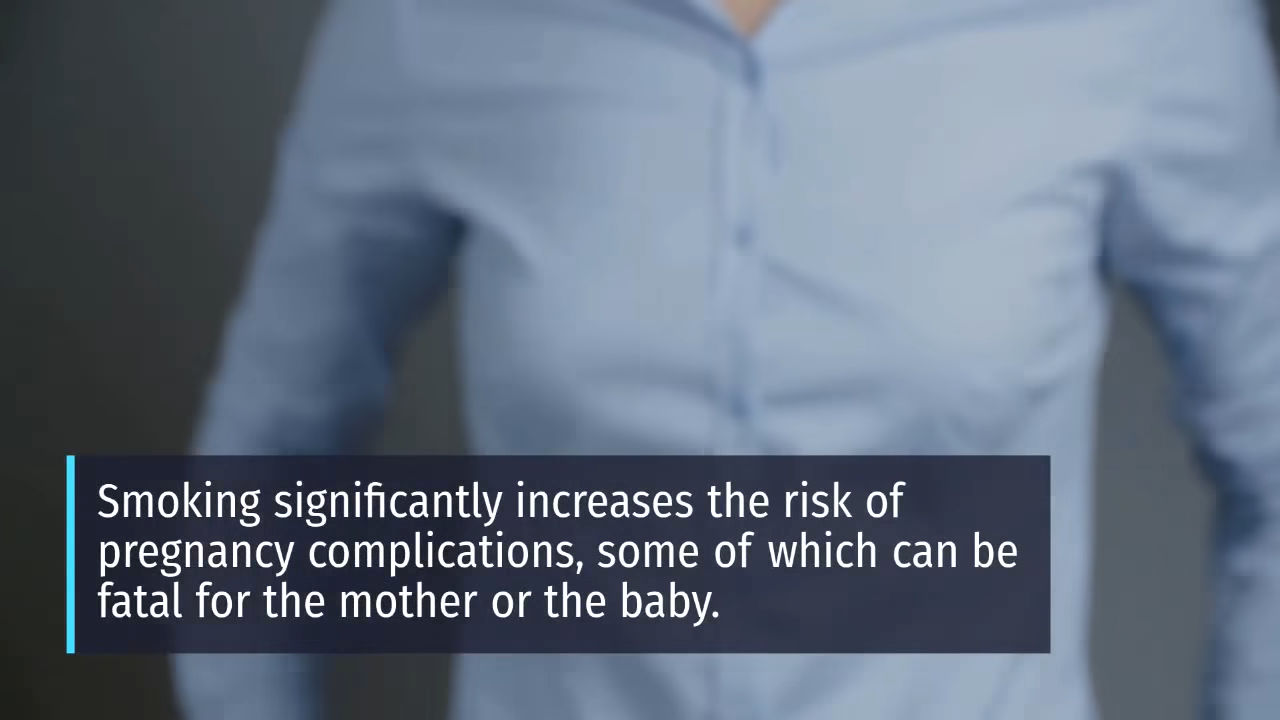 Smoking significantly increases the risk of
pregnancy complications, some of which can be
fatal for the mother or the baby.